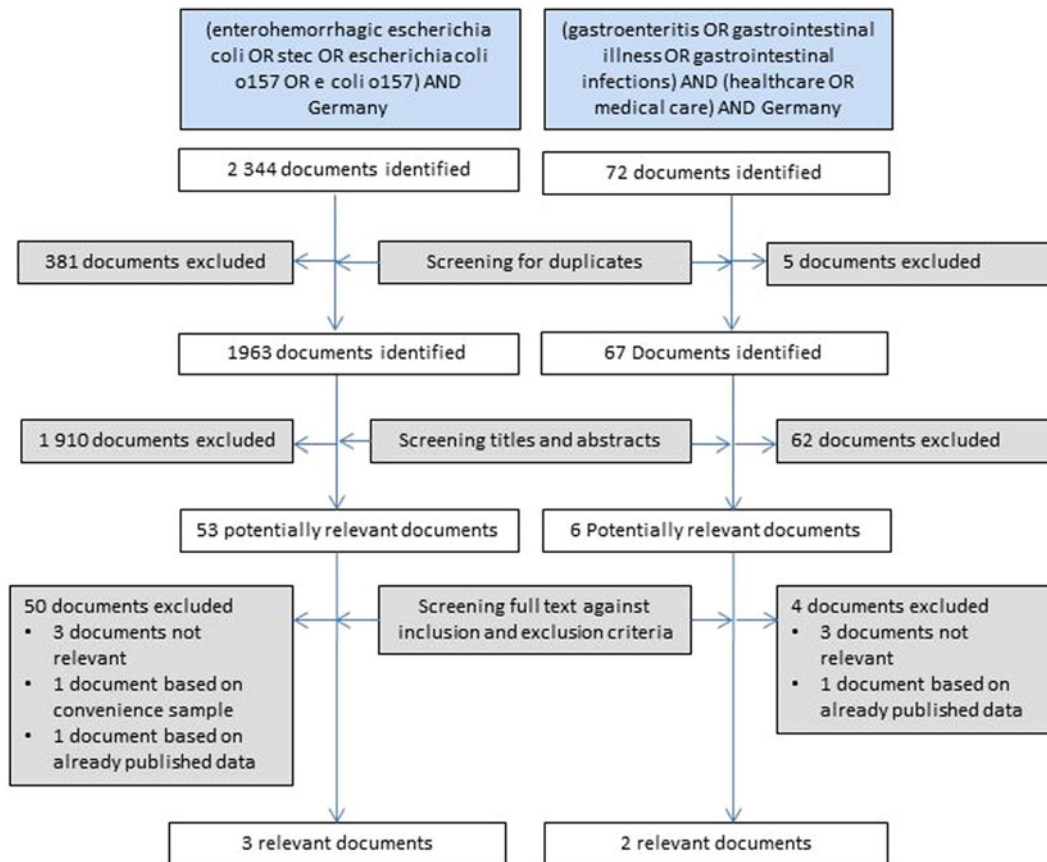 (enterohemorrhagic escherichia
coli OR stec OR escherichia coli
o157 OR e coli o157) AND
Germany
(gastroenteritis OR gastrointestinal
illness OR gastrointestinal
infections) AND (healthcare OR
medical care) AND Germany
2 344 documents identified
72 documents identified
381 documents excluded
Screening for duplicates
5 documents excluded
1963 documents identified
67 Documents identified
1 910 documents excluded
Screening titles and abstracts
62 documents excluded
53 potentially relevant documents
6 Potentially relevant documents
50 documents excluded
• 3 documents not
relevant
• 1 document based on
convenience sample
• 1 document based on
already published data
Screening full text against
inclusion and exclusion criteria
4 documents excluded
• 3 documents not
relevant
• 1 document based on
already published data
3 relevant documents
2 relevant documents